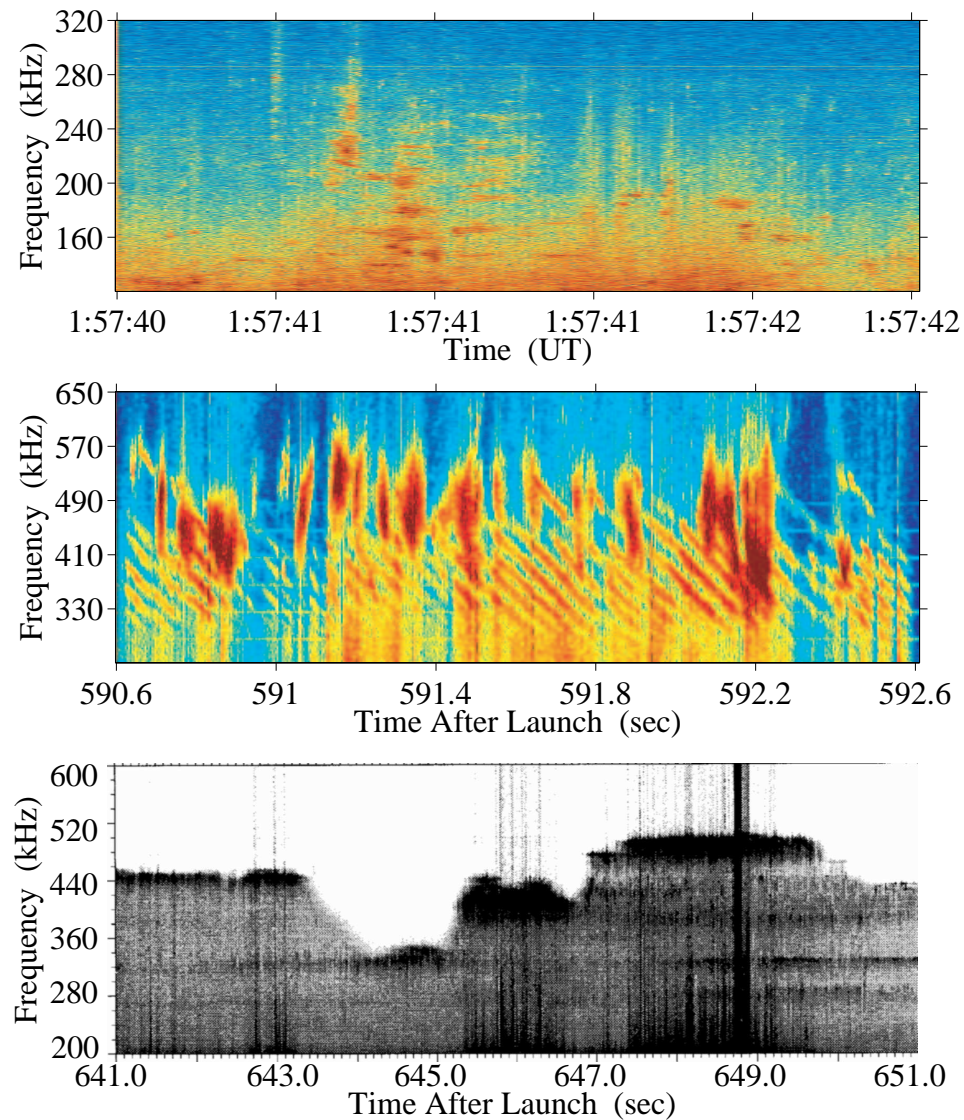 320
280
240
200
160
Frequency (kHz)
1:57:40 1:57:41 1:57:41 1:57:41 1:57:42 1:57:42
Time (UT)
650
570
490
410
330
Frequency (kHz)
590.6 591 591.4 591.8 592.2 592.6
Time After Launch (sec)
600
520
440
360
280
200
Frequency (kHz)
641.0 643.0 645.0 647.0 649.0 651.0
Time After Launch (sec)